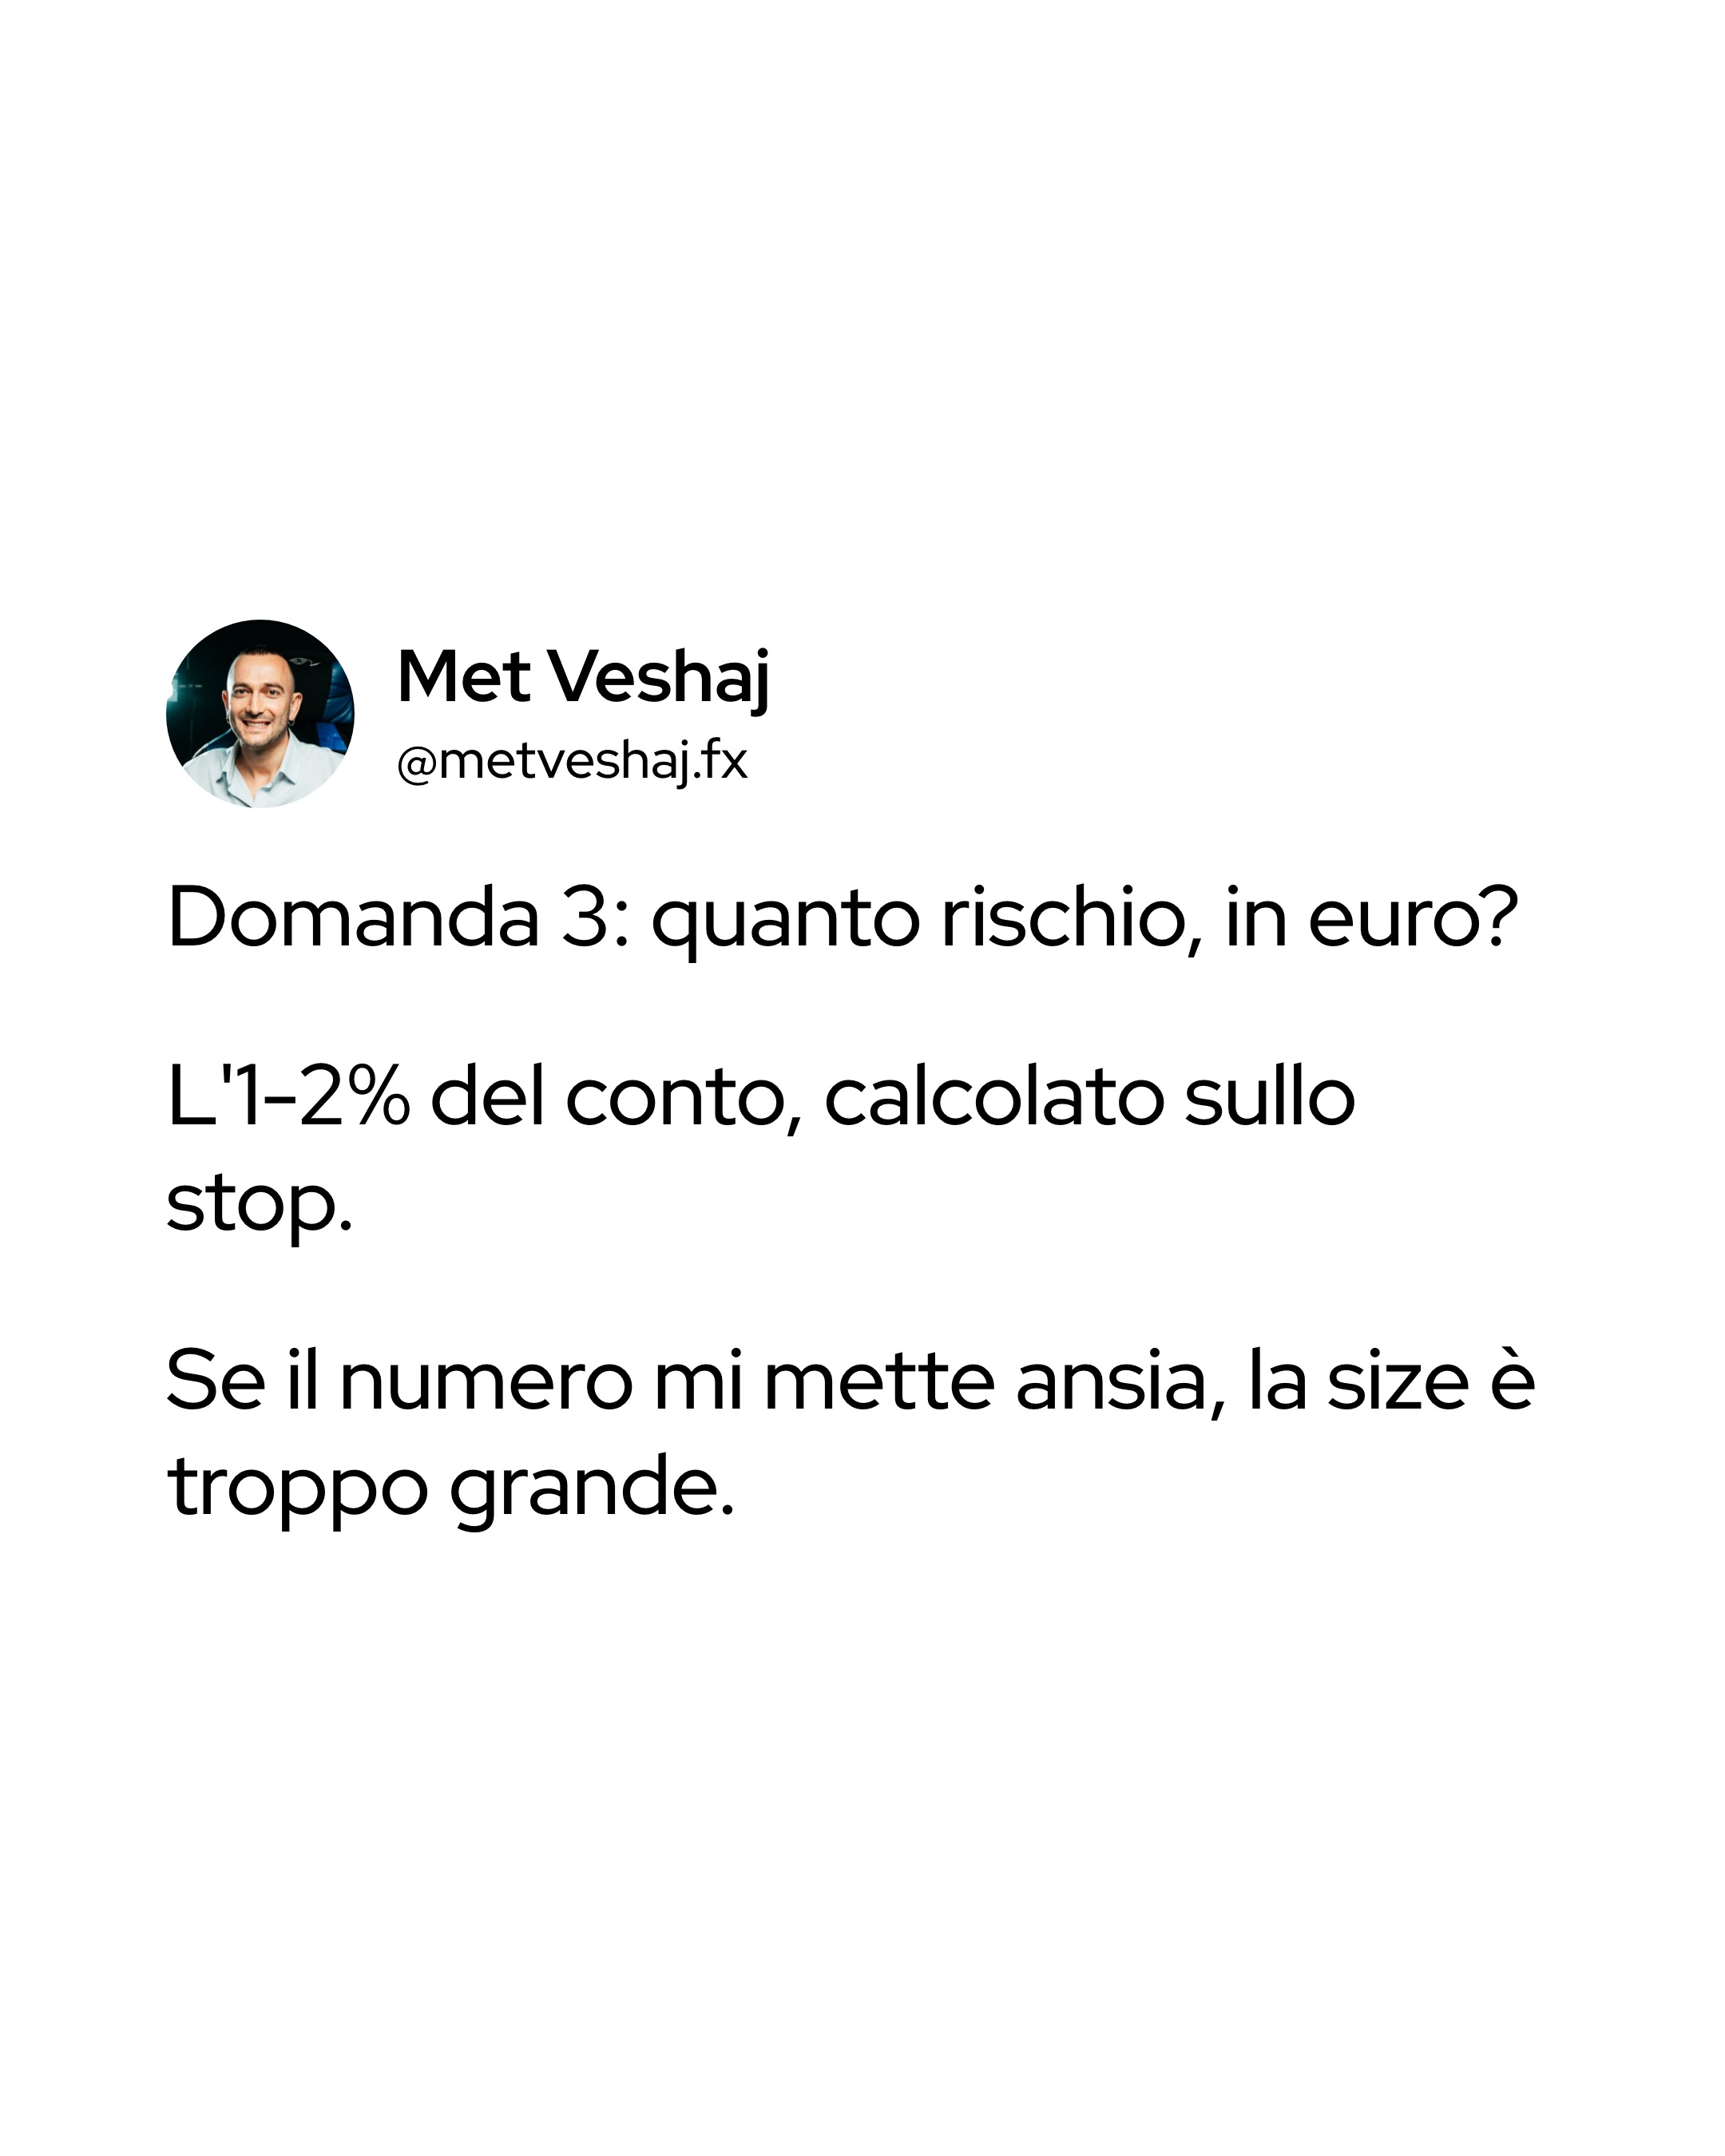 Met Veshaj
@metveshaj.fx
Domanda 3: quanto rischio, in euro?
L'1-2% del conto, calcolato sullo
stop.
Se il numero mi mette ansia, la size è
troppo grande.